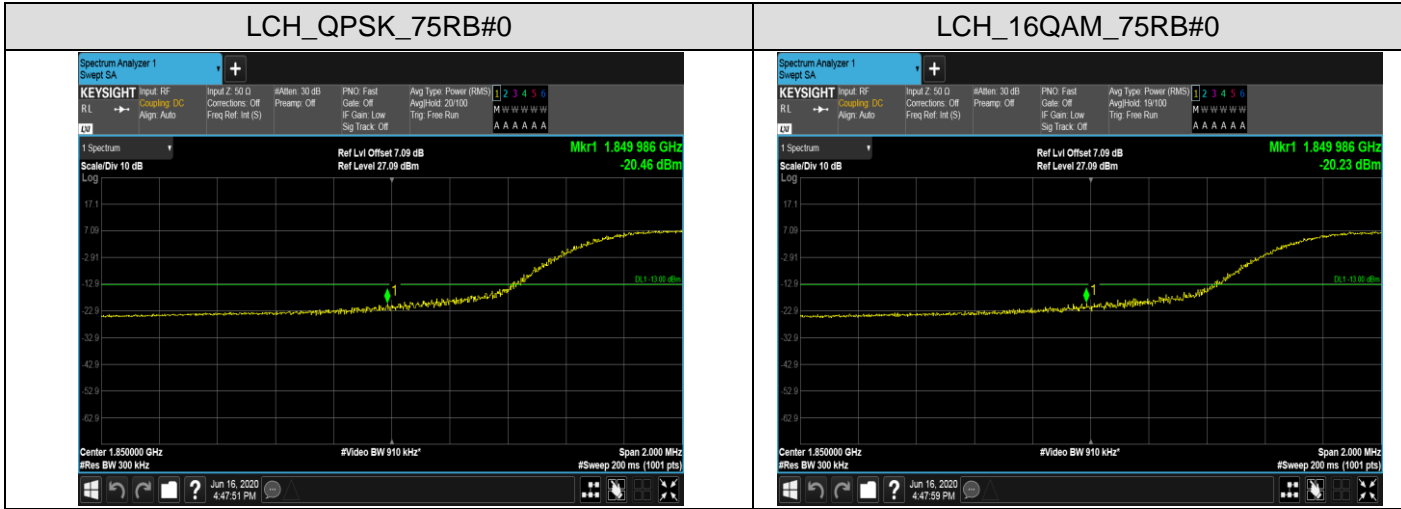 LCH_QPSK_75RB#0
LCH_16QAM_75RB#0
Spectrum Analyzer 1
Swept SA
+
KEYSIGHT
RL
LXI
Input: RF
Coupling: DC
Align: Auto
Input Z: 50 Ω
Corrections: Off
Freq Ref: Int (S)
#Atten: 30 dB
Preamp: Off
PNO: Fast
Gate: Off
IF Gain: Low
Sig Track: Off
Avg Type: Power (RMS)
Avg|Hold: 20/100
Trig: Free Run
1 2 3 4 5 6
M W W W W W
A A A A A A
1 Spectrum
Scale/Div 10 dB
Log
Ref Lvl Offset 7.09 dB
Ref Level 27.09 dBm
Mkr1 1.849 986 GHz
-20.46 dBm
17.1
7.09
-2.91
-12.9
-22.9
-32.9
-42.9
-52.9
-62.9
1
DL1 -13.00 dBm
Center 1.850000 GHz
#Res BW 300 kHz
#Video BW 910 kHz*
Span 2.000 MHz
#Sweep 200 ms (1001 pts)
?
Jun 16, 2020
4:47:51 PM
Spectrum Analyzer 1
Swept SA
+
KEYSIGHT
RL
LXI
Input: RF
Coupling: DC
Align: Auto
Input Z: 50 Ω
Corrections: Off
Freq Ref: Int (S)
#Atten: 30 dB
Preamp: Off
PNO: Fast
Gate: Off
IF Gain: Low
Sig Track: Off
Avg Type: Power (RMS)
Avg|Hold: 19/100
Trig: Free Run
1 2 3 4 5 6
M W W W W W
A A A A A A
1 Spectrum
Scale/Div 10 dB
Log
Ref Lvl Offset 7.09 dB
Ref Level 27.09 dBm
Mkr1 1.849 986 GHz
-20.23 dBm
17.1
7.09
-2.91
-12.9
-22.9
-32.9
-42.9
-52.9
-62.9
1
DL1 -13.00 dBm
Center 1.850000 GHz
#Res BW 300 kHz
#Video BW 910 kHz*
Span 2.000 MHz
#Sweep 200 ms (1001 pts)
?
Jun 16, 2020
4:47:59 PM